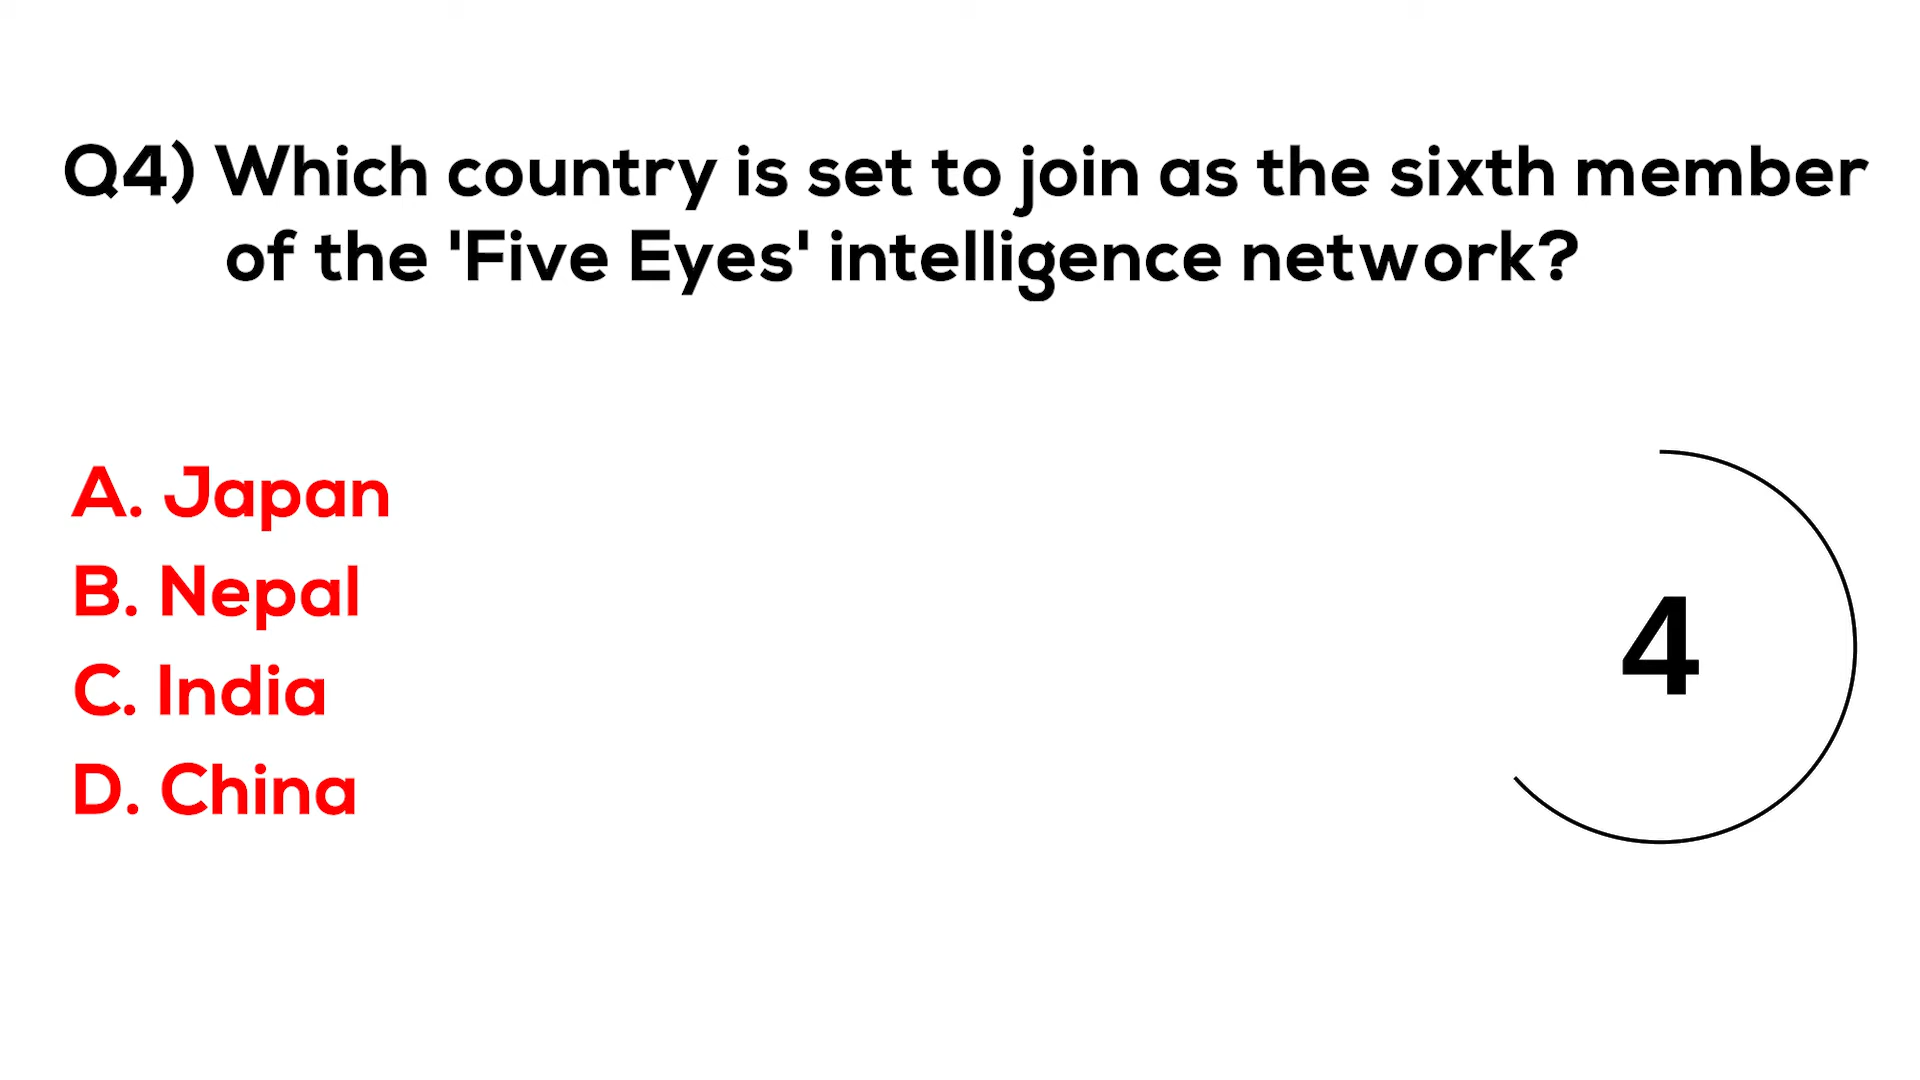 Q4) Which country is set to join as the sixth member
of the 'Five Eyes' intelligence network?
A. Japan
B. Nepal
C. India
D. China
4